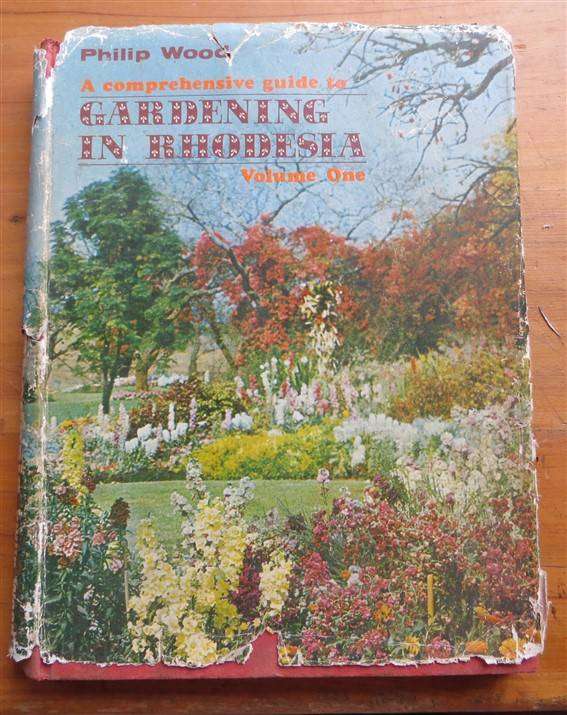 Philip Wood
A comprehensive guide to
GARDENING
IN RHODESIA
Volume One